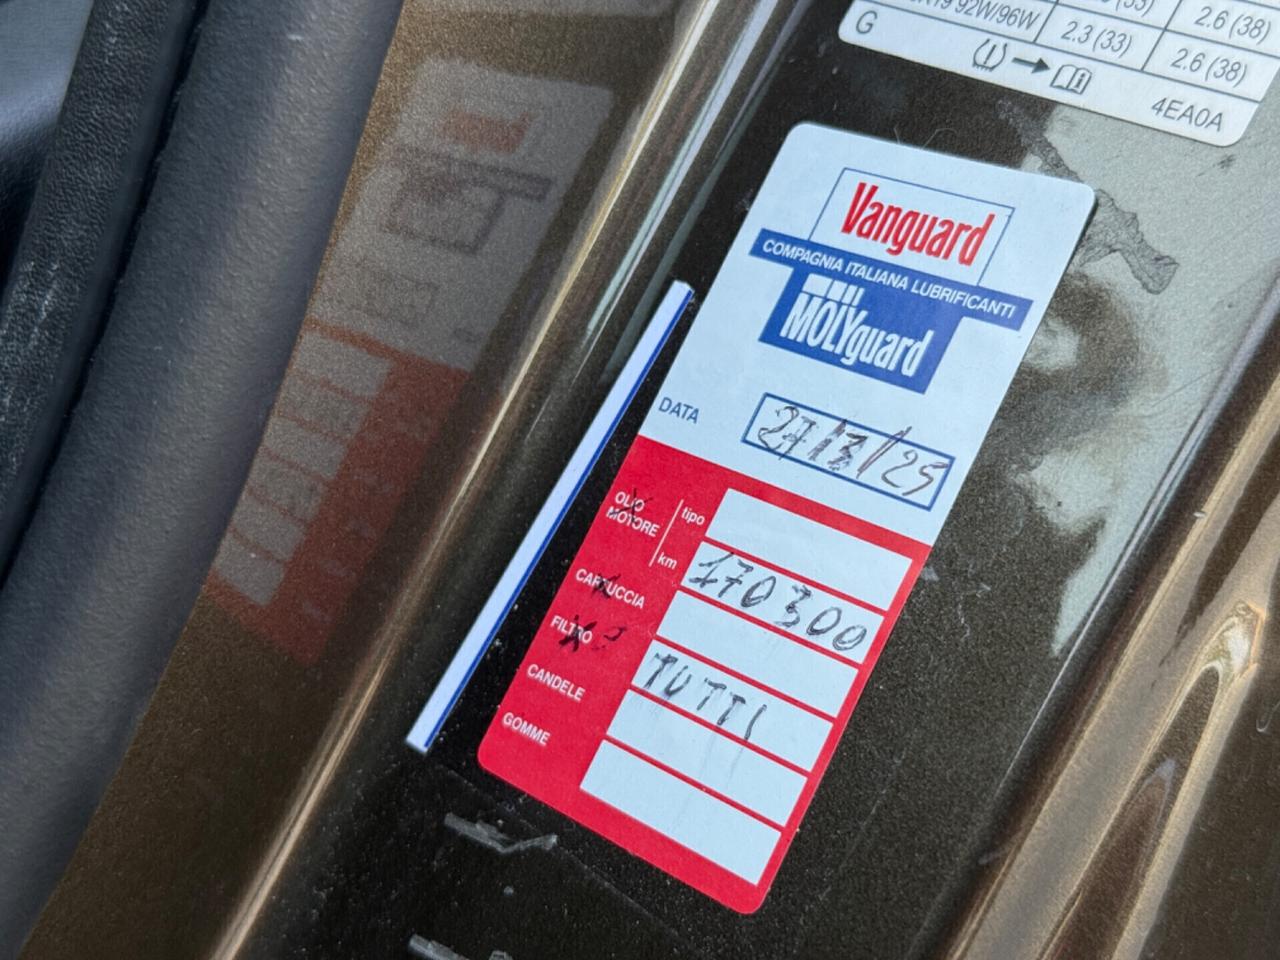 92W/96W 2.3 (33) 2.6 (38)
2.6 (38)
G
4EA0A
Vanguard
COMPAGNIA ITALIANA LUBRIFICANTI
MOLYguard
DATA 27/3/25
OLIO MOTORE tipo
km 170300
CARTUCCIA
FILTRO TUTTI
CANDELE
GOMME